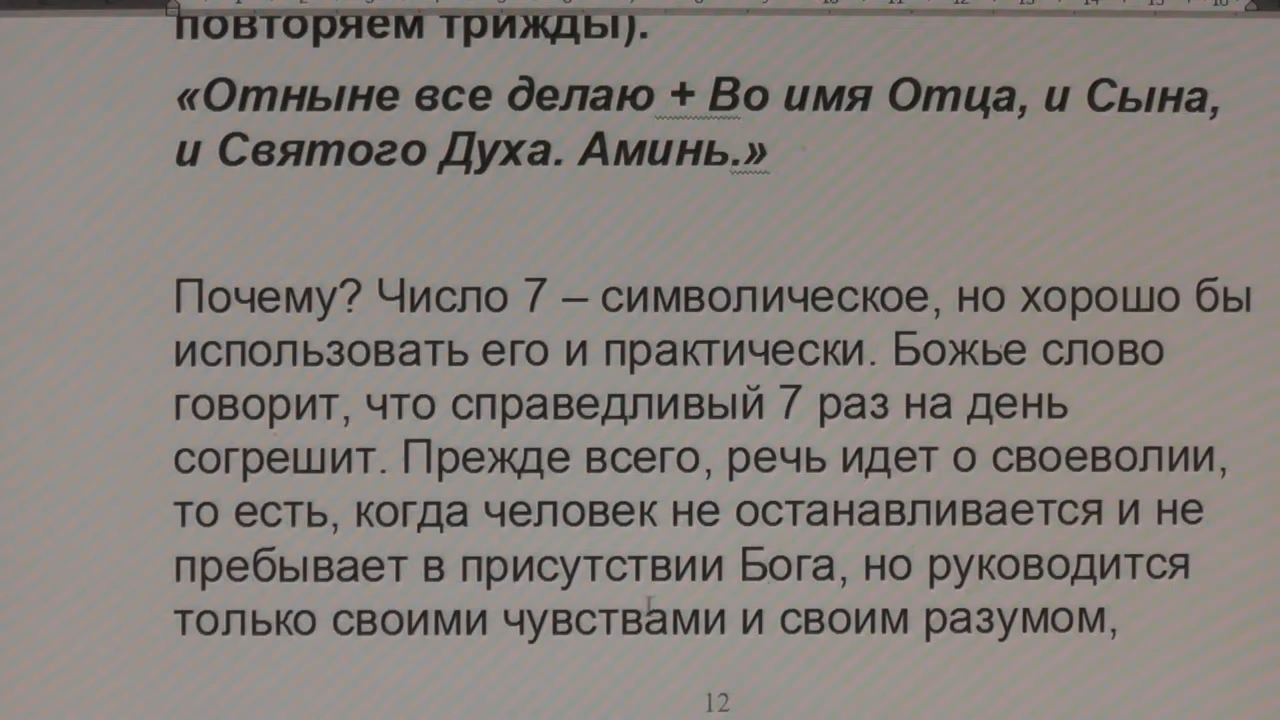 повторяем трижды).
«Отныне все делаю + Во имя Отца, и Сына,
и Святого Духа. Аминь.»
Почему? Число 7 – символическое, но хорошо бы
использовать его и практически. Божье слово
говорит, что справедливый 7 раз на день
согрешит. Прежде всего, речь идет о своеволии,
то есть, когда человек не останавливается и не
пребывает в присутствии Бога, но руководится
только своими чувствами и своим разумом,
12